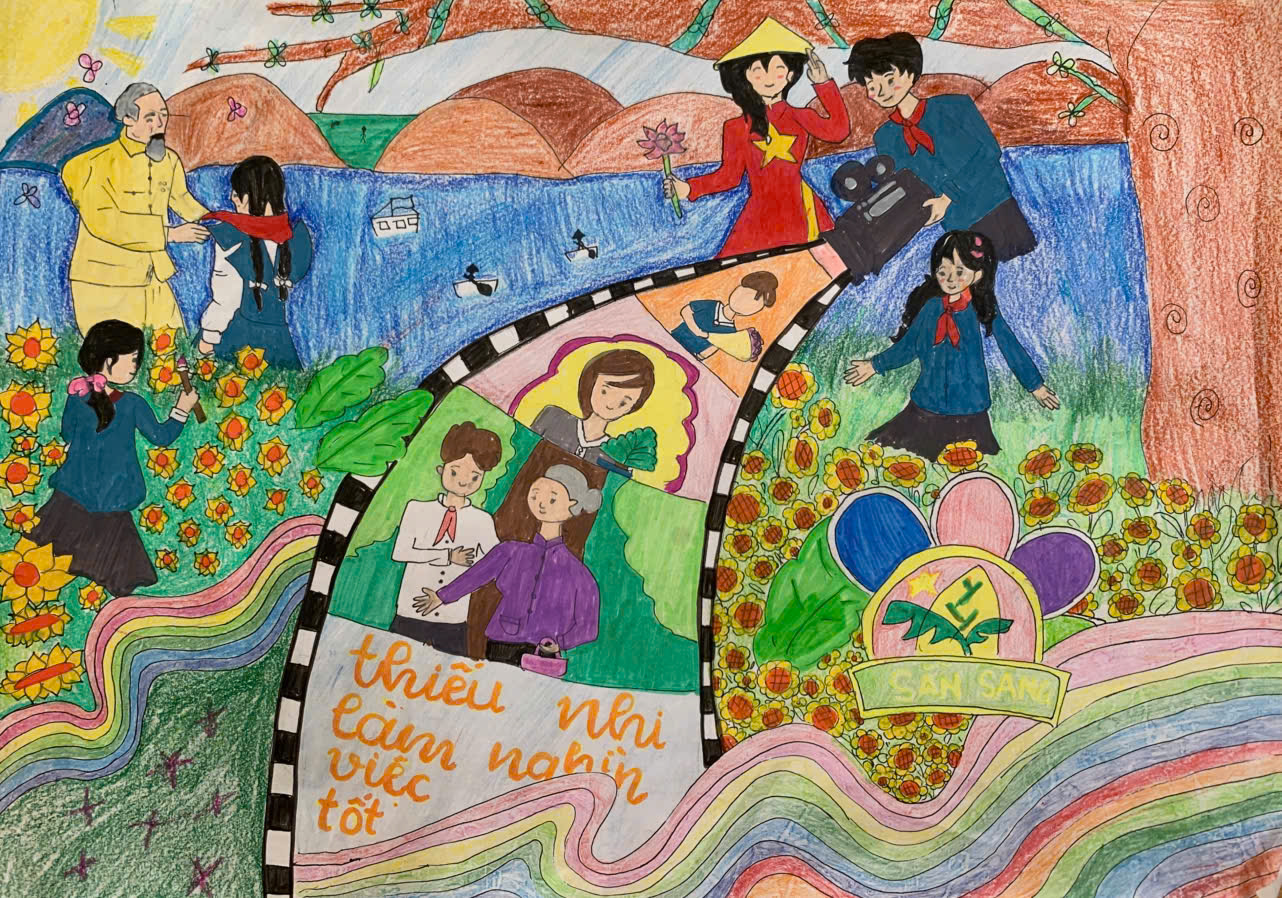 thiếu nhi
làm nghìn
việc
tốt
SẴN SÀNG